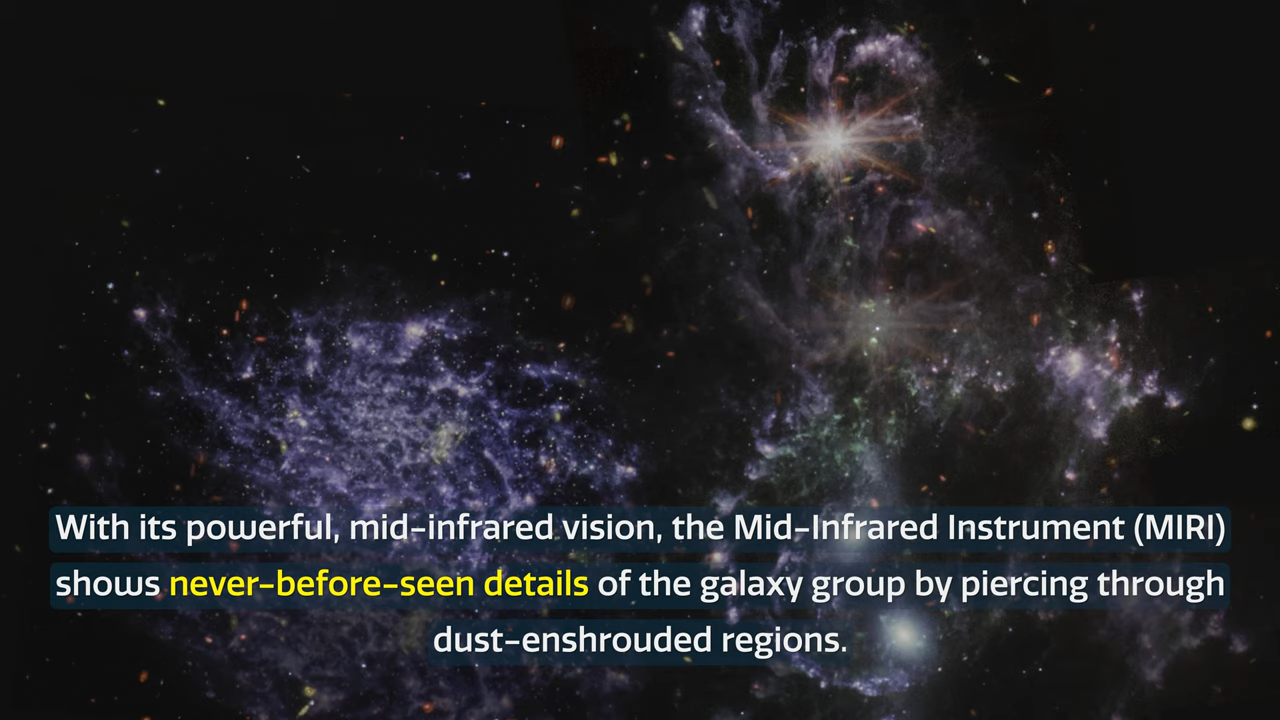 With its powerful, mid-infrared vision, the Mid-Infrared Instrument (MIRI)
shows never-before-seen details of the galaxy group by piercing through
dust-enshrouded regions.